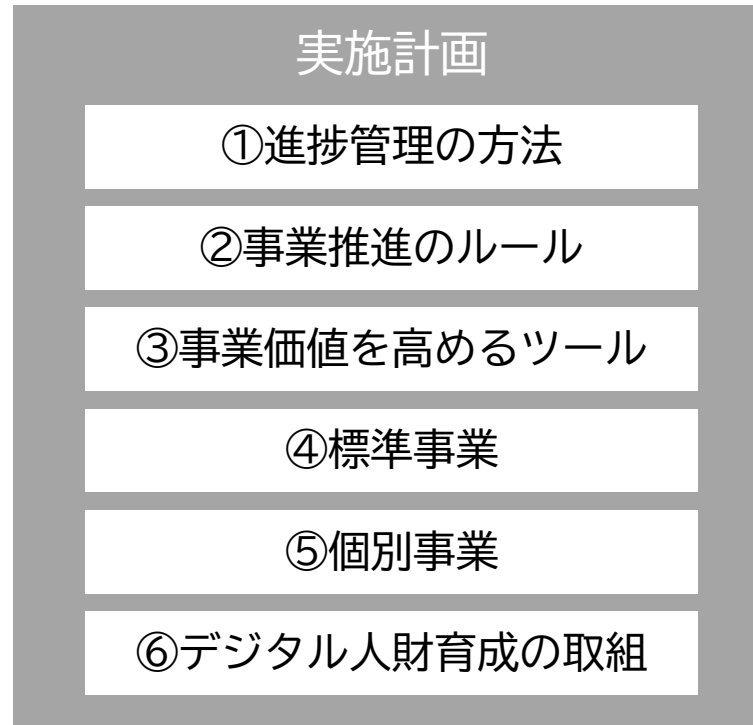 実施計画
①進捗管理の方法
②事業推進のルール
③事業価値を高めるツール
④標準事業
⑤個別事業
⑥デジタル人財育成の取組